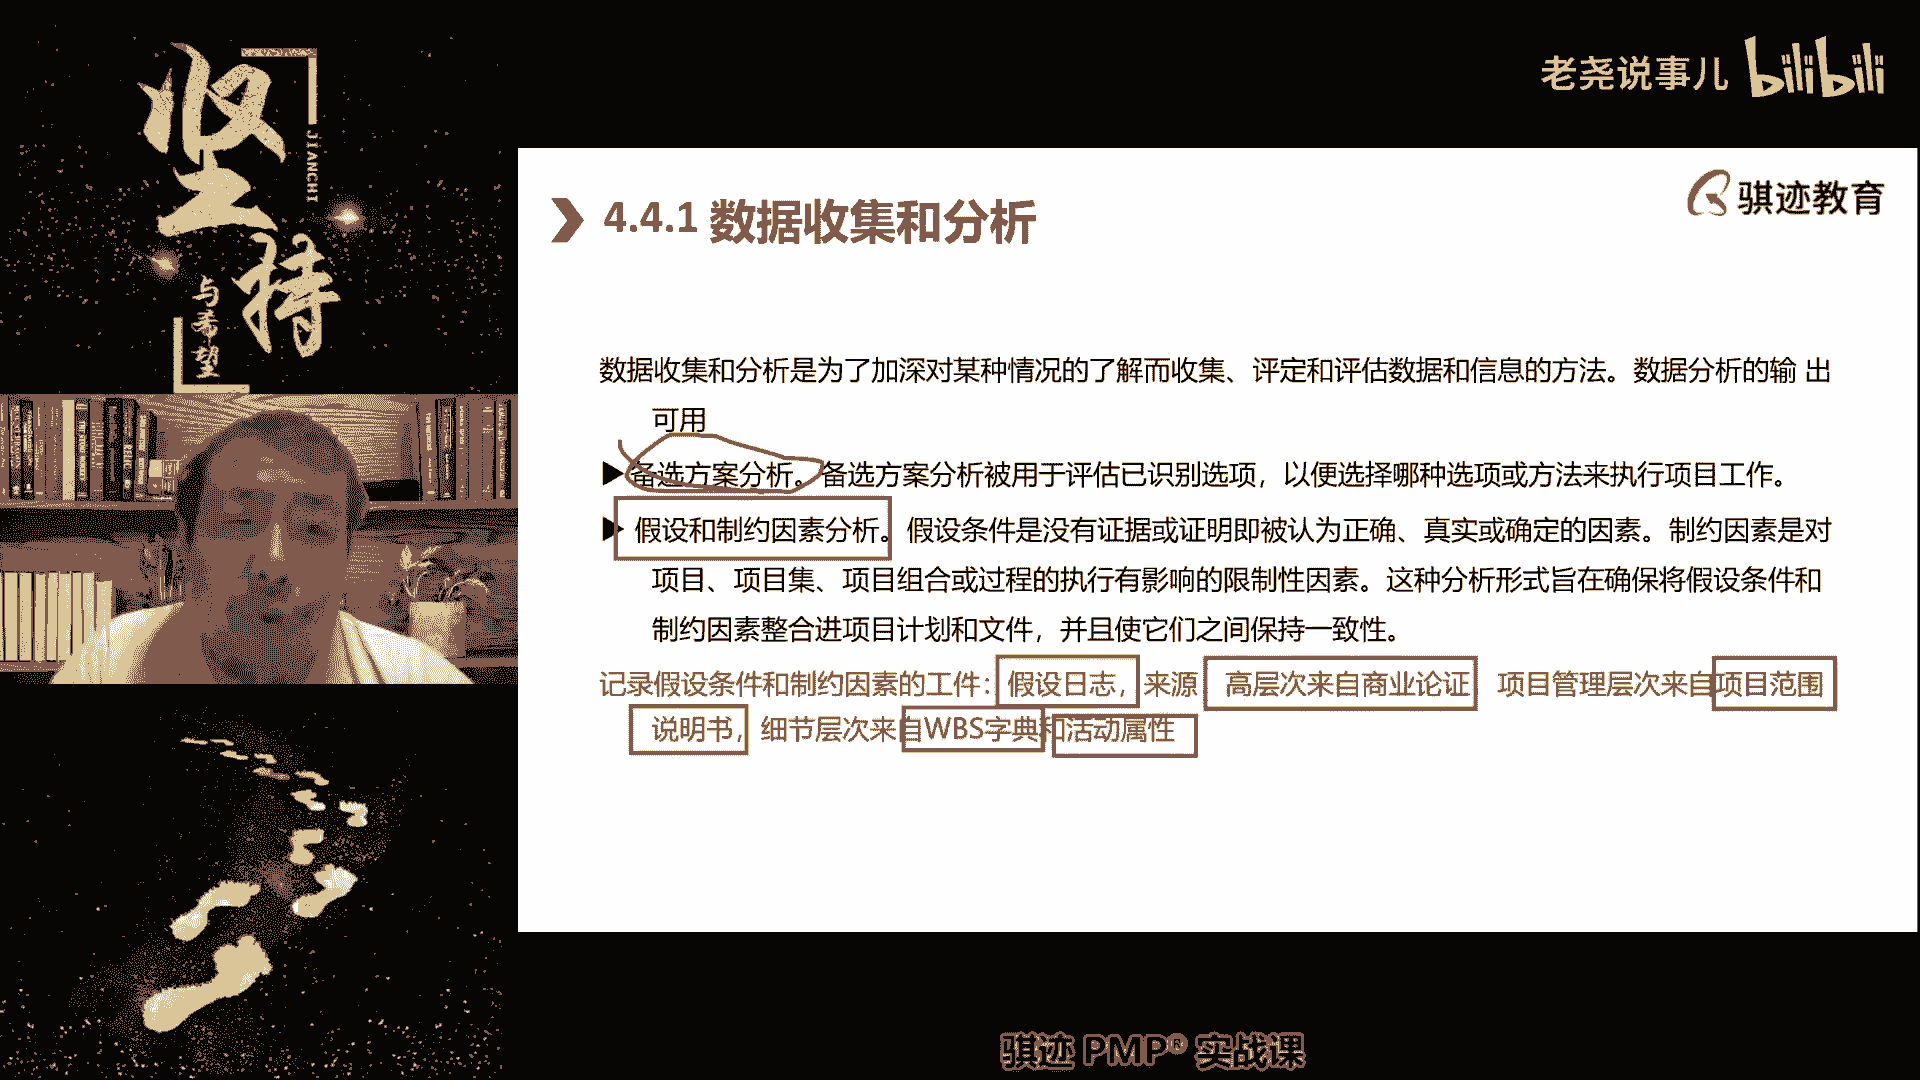 坚持
JIANCHI
与希望
老尧说事儿 bilibili
骐迹教育
4.4.1 数据收集和分析
数据收集和分析是为了加深对某种情况的了解而收集、评定和评估数据和信息的方法。数据分析的输 出
可用
备选方案分析。备选方案分析被用于评估已识别选项，以便选择哪种选项或方法来执行项目工作。
假设和制约因素分析。假设条件是没有证据或证明即被认为正确、真实或确定的因素。制约因素是对
项目、项目集、项目组合或过程的执行有影响的限制性因素。这种分析形式旨在确保将假设条件和
制约因素整合进项目计划和文件，并且使它们之间保持一致性。
记录假设条件和制约因素的工件：假设日志，来源 高层次来自商业论证 项目管理层次来自项目范围
说明书，细节层次来自WBS字典和活动属性
骐迹 PMP® 实战课